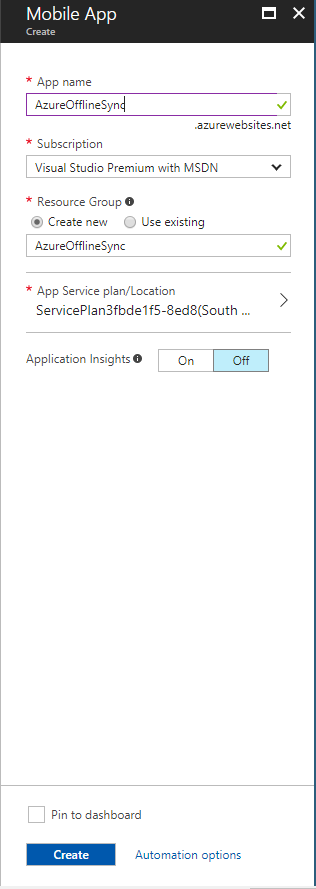 Mobile App
Create
* App name
AzureOfflineSync
.azurewebsites.net
* Subscription
Visual Studio Premium with MSDN
* Resource Group
Create new Use existing
AzureOfflineSync
* App Service plan/Location
ServicePlan3fbde1f5-8ed8(South ...
Application Insights On Off
Pin to dashboard
Create Automation options